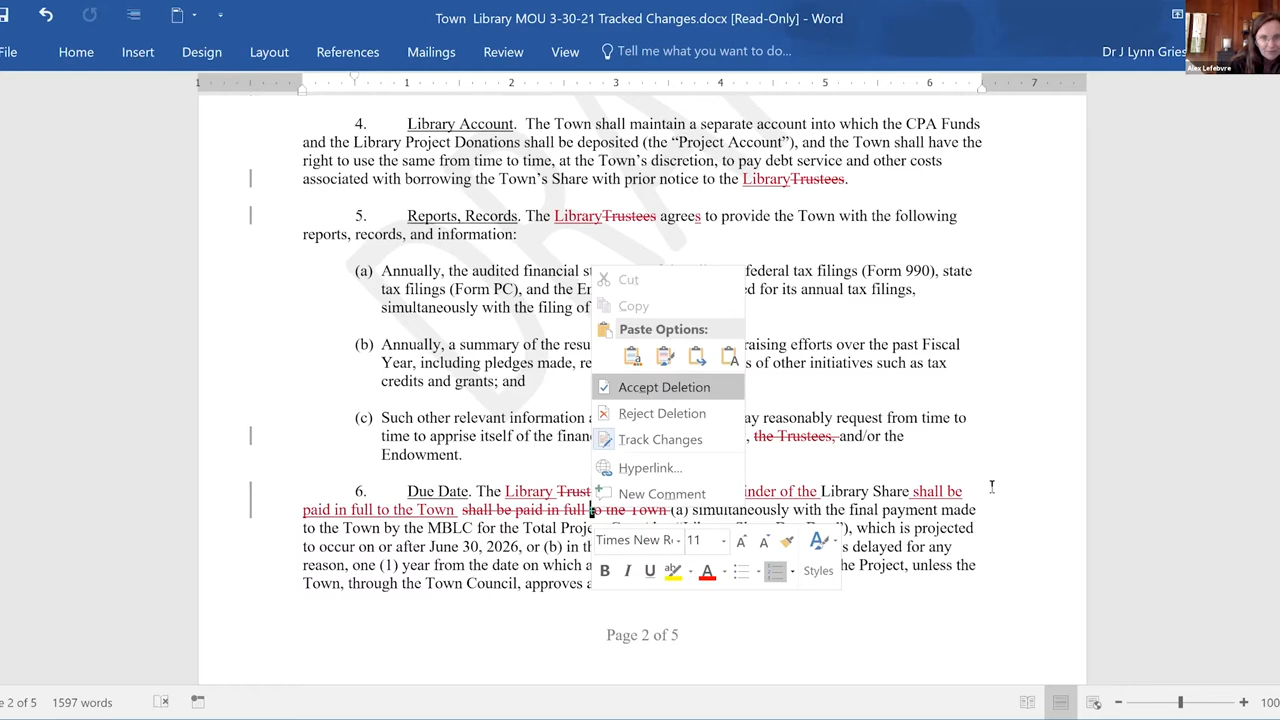 Town Library MOU 3-30-21 Tracked Changes.docx [Read-Only] – Word
File Home Insert Design Layout References Mailings Review View Tell me what you want to do... Dr J Lynn Gries
Alex Lefebvre
1 1 2 3 4 5 6 7
4. Library Account. The Town shall maintain a separate account into which the CPA Funds
and the Library Project Donations shall be deposited (the “Project Account”), and the Town shall have the
right to use the same from time to time, at the Town’s discretion, to pay debt service and other costs
associated with borrowing the Town’s Share with prior notice to the LibraryTrustees.
5. Reports, Records. The LibraryTrustees agrees to provide the Town with the following
reports, records, and information:
(a) Annually, the audited financial federal tax filings (Form 990), state
tax filings (Form PC), and the ed for its annual tax filings,
simultaneously with the filing of
(b) Annually, a summary of the raising efforts over the past Fiscal
Year, including pledges made, s of other initiatives such as tax
credits and grants; and
(c) Such other relevant information ay reasonably request from time to
time to apprise itself of the , the Trustees, and/or the
Endowment.
6. Due Date. The Library Trust inder of the Library Share shall be
paid in full to the Town shall be paid in full to the Town (a) simultaneously with the final payment made
to the Town by the MBLC for the Total , which is projected
to occur on or after June 30, 2026, or (b) in is delayed for any
reason, one (1) year from the date on which the Project, unless the
Town, through the Town Council, approves
Cut
Copy
Paste Options:
Accept Deletion
Reject Deletion
Track Changes
Hyperlink...
New Comment
Times New R 11 A A A
B I U A Styles
DR
Page 2 of 5
e 2 of 5 1597 words 100